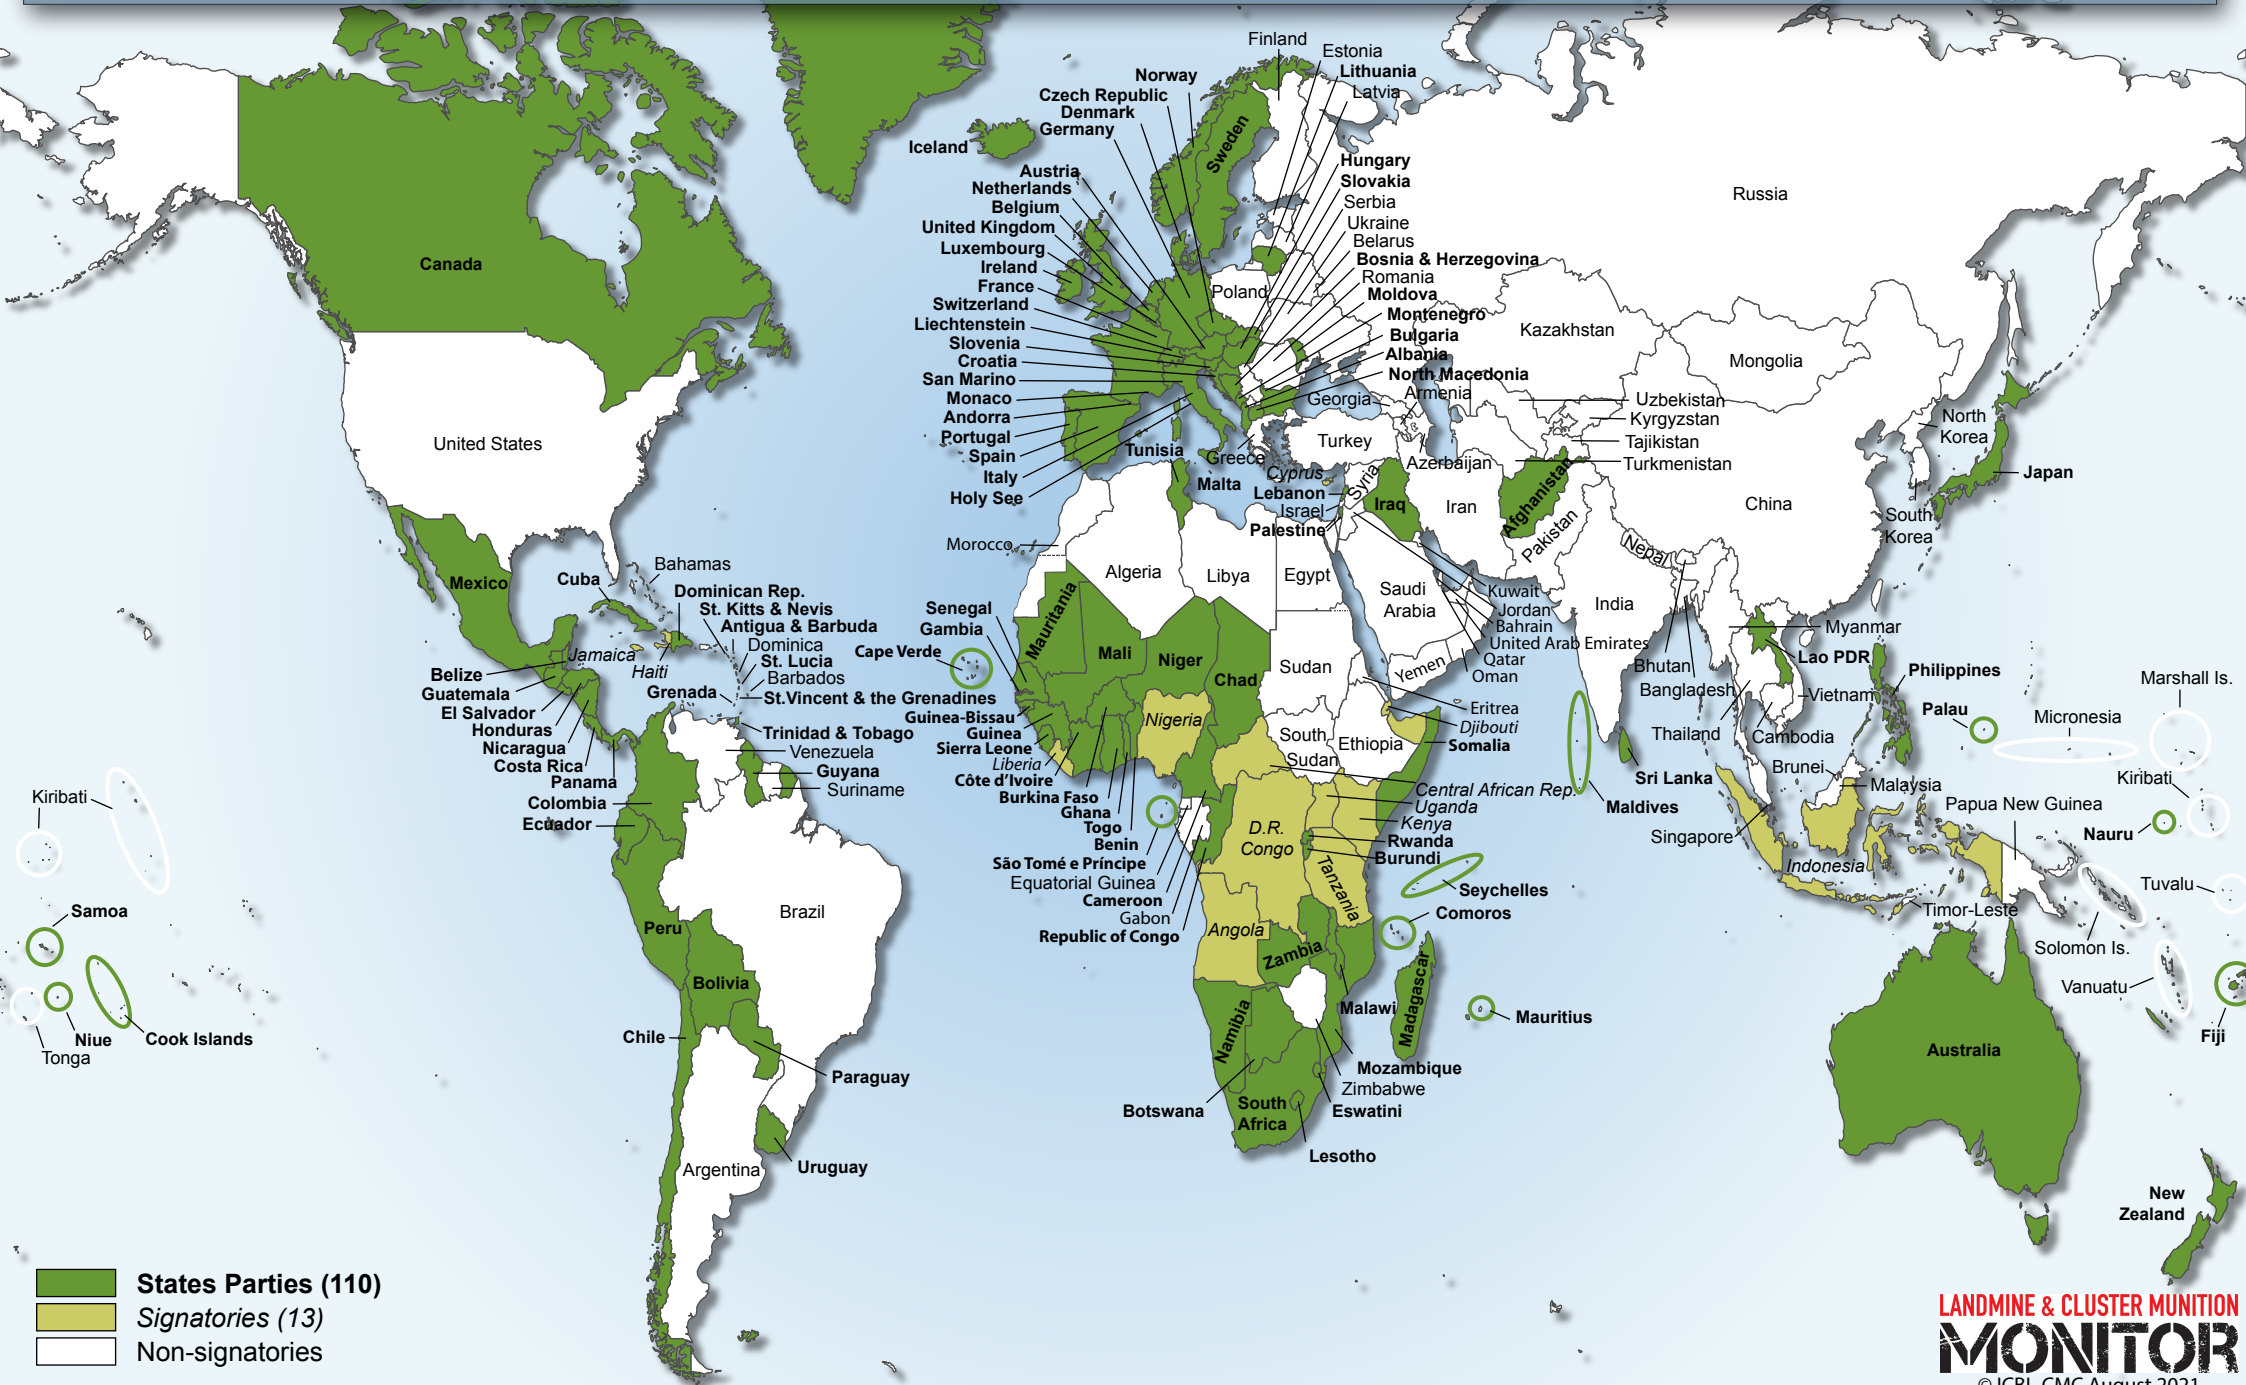 Finland
Estonia
Lithuania
Latvia
Norway
Czech Republic
Denmark
Germany
Iceland
Sweden
Austria
Netherlands
Belgium
United Kingdom
Luxembourg
Ireland
France
Switzerland
Liechtenstein
Slovenia
Croatia
San Marino
Monaco
Andorra
Portugal
Spain
Italy
Holy See
Hungary
Slovakia
Serbia
Ukraine
Belarus
Bosnia & Herzegovina
Romania
Moldova
Montenegro
Bulgaria
Albania
North Macedonia
Armenia
Georgia
Poland
Russia
Canada
United States
Kazakhstan
Mongolia
Uzbekistan
Kyrgyzstan
Tajikistan
Turkmenistan
North
Korea
South
Korea
Japan
China
Turkey
Azerbaijan
Greece
Cyprus
Tunisia
Malta
Lebanon
Israel
Palestine
Syria
Iraq
Iran
Afghanistan
Pakistan
Nepal
India
Morocco
Algeria
Libya
Egypt
Saudi
Arabia
Kuwait
Jordan
Bahrain
United Arab Emirates
Qatar
Oman
Yemen
Bhutan
Bangladesh
Myanmar
Lao PDR
Vietnam
Thailand
Cambodia
Philippines
Brunei
Malaysia
Singapore
Indonesia
Timor-Leste
Papua New Guinea
Palau
Micronesia
Marshall Is.
Kiribati
Nauru
Tuvalu
Solomon Is.
Vanuatu
Fiji
Australia
New
Zealand
Sri Lanka
Maldives
Mexico
Cuba
Bahamas
Dominican Rep.
St. Kitts & Nevis
Antigua & Barbuda
Dominica
St. Lucia
Barbados
St.Vincent & the Grenadines
Jamaica
Haiti
Grenada
Trinidad & Tobago
Venezuela
Guyana
Suriname
Belize
Guatemala
El Salvador
Honduras
Nicaragua
Costa Rica
Panama
Colombia
Ecuador
Peru
Brazil
Bolivia
Chile
Paraguay
Argentina
Uruguay
Kiribati
Samoa
Niue
Tonga
Cook Islands
Senegal
Gambia
Cape Verde
Mauritania
Mali
Niger
Chad
Sudan
Eritrea
Djibouti
Somalia
Ethiopia
South
Sudan
Nigeria
Guinea-Bissau
Guinea
Sierra Leone
Liberia
Côte d’Ivoire
Burkina Faso
Ghana
Togo
Benin
São Tomé e Príncipe
Equatorial Guinea
Cameroon
Gabon
Republic of Congo
Central African Rep.
Uganda
Kenya
Rwanda
Burundi
D.R.
Congo
Tanzania
Angola
Zambia
Malawi
Seychelles
Comoros
Madagascar
Mauritius
Mozambique
Zimbabwe
Eswatini
Namibia
Botswana
South
Africa
Lesotho
States Parties (110)
Signatories (13)
Non-signatories
LANDMINE & CLUSTER MUNITION
MONITOR
© ICBL-CMC August 2021